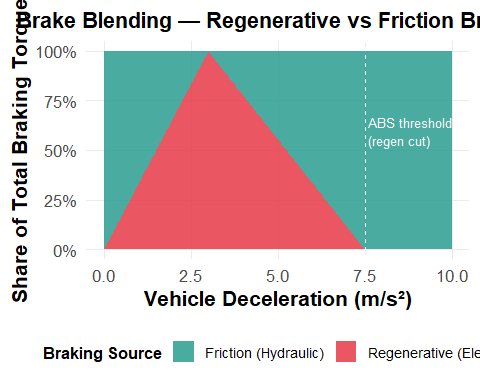 Brake Blending — Regenerative vs Friction Br
Share of Total Braking Torque
100%
75%
50%
25%
0%
ABS threshold
(regen cut)
0.0 2.5 5.0 7.5 10.0
Vehicle Deceleration (m/s²)
Braking Source Friction (Hydraulic) Regenerative (Ele